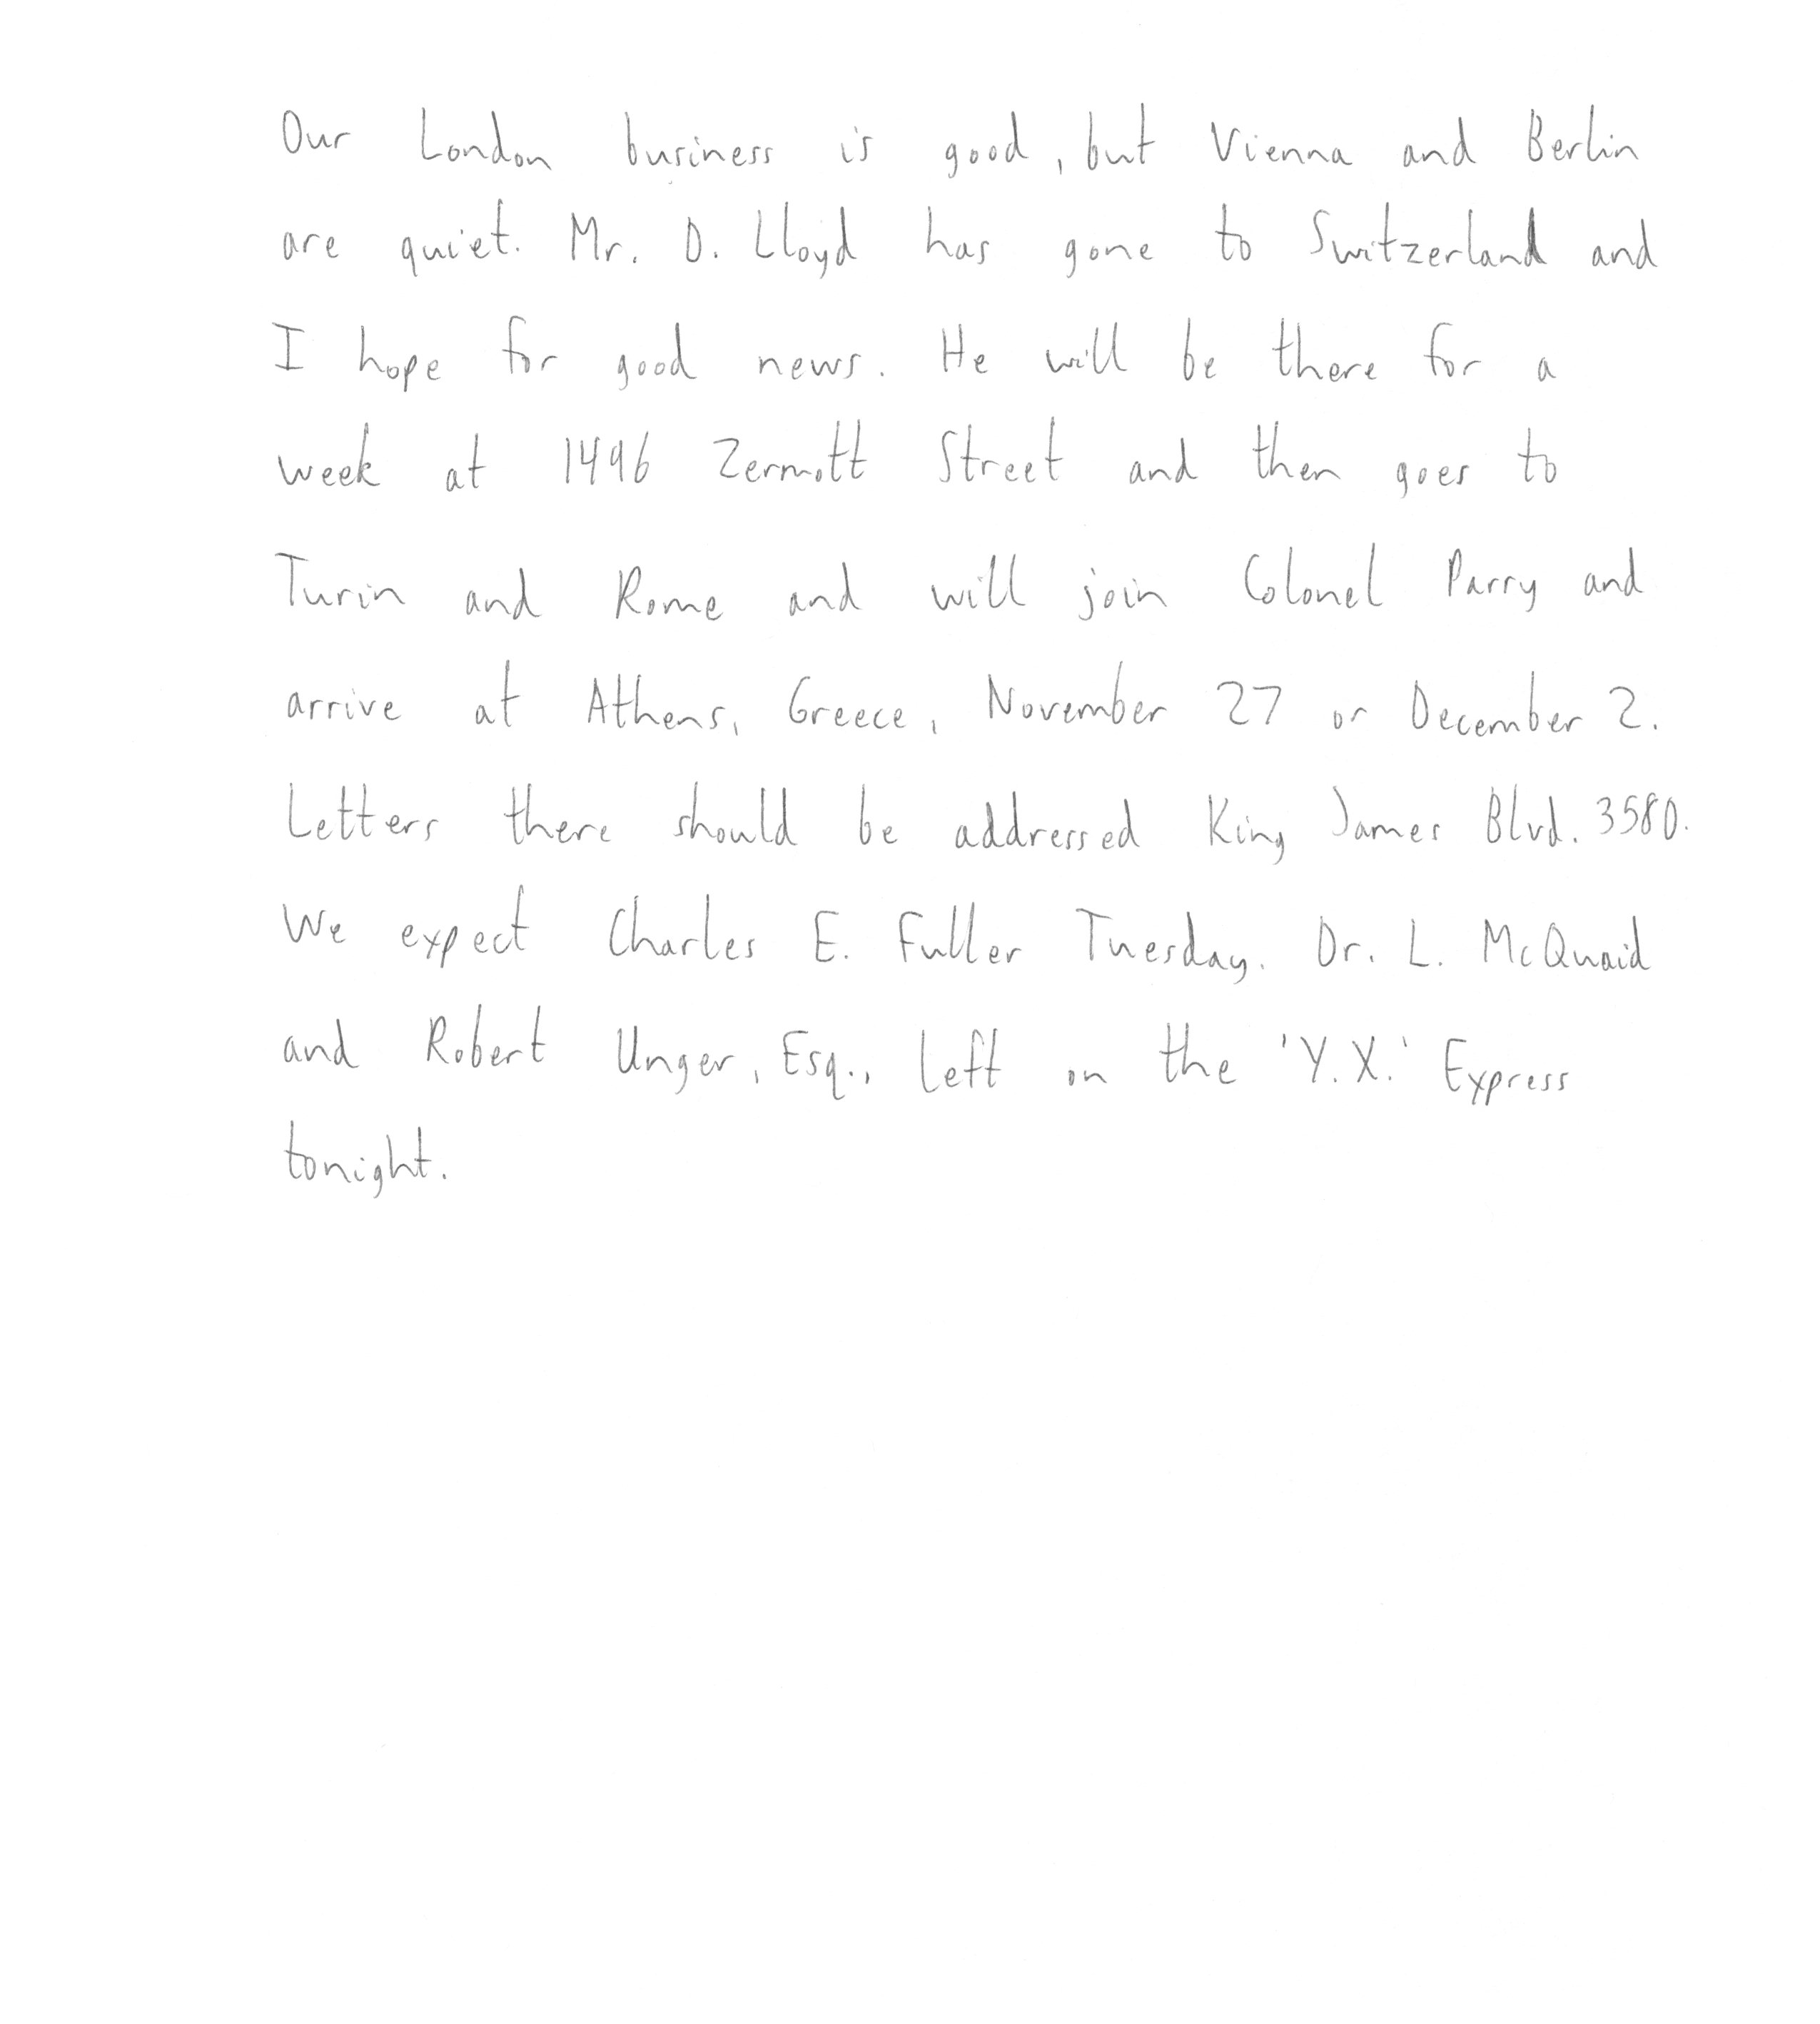 Our London business is good, but Vienna and Berlin
are quiet. Mr. D. Lloyd has gone to Switzerland and
I hope for good news. He will be there for a
week at 1496 Zermott Street and then goes to
Turin and Rome and will join Colonel Parry and
arrive at Athens, Greece, November 27 or December 2.
Letters there should be addressed King James Blvd. 3580.
We expect Charles E. Fuller Tuesday. Dr. L. McQuaid
and Robert Unger, Esq., left on the 'Y.X.' Express
tonight.